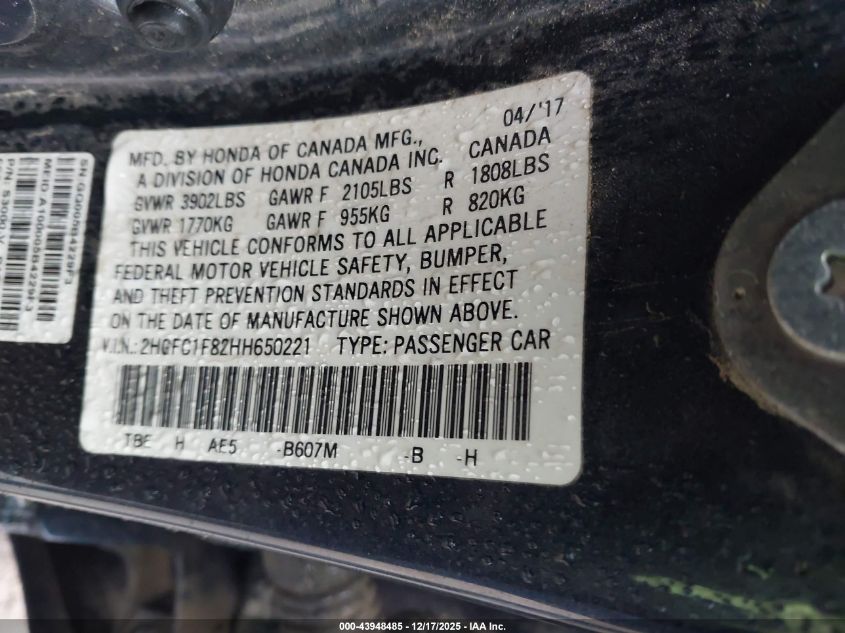 04/'17
MFD. BY HONDA OF CANADA MFG., CANADA
A DIVISION OF HONDA CANADA INC.
GVWR 3902LBS GAWR F 2105LBS R 1808LBS
GVWR 1770KG GAWR F 955KG R 820KG
THIS VEHICLE CONFORMS TO ALL APPLICABLE
FEDERAL MOTOR VEHICLE SAFETY, BUMPER,
AND THEFT PREVENTION STANDARDS IN EFFECT
ON THE DATE OF MANUFACTURE SHOWN ABOVE.
V.I.N.: 2HGFC1F82HH650221 TYPE: PASSENGER CAR
TBE H AE5 -B607M -B -H
000-43948485 - 12/17/2025 - IAA Inc.